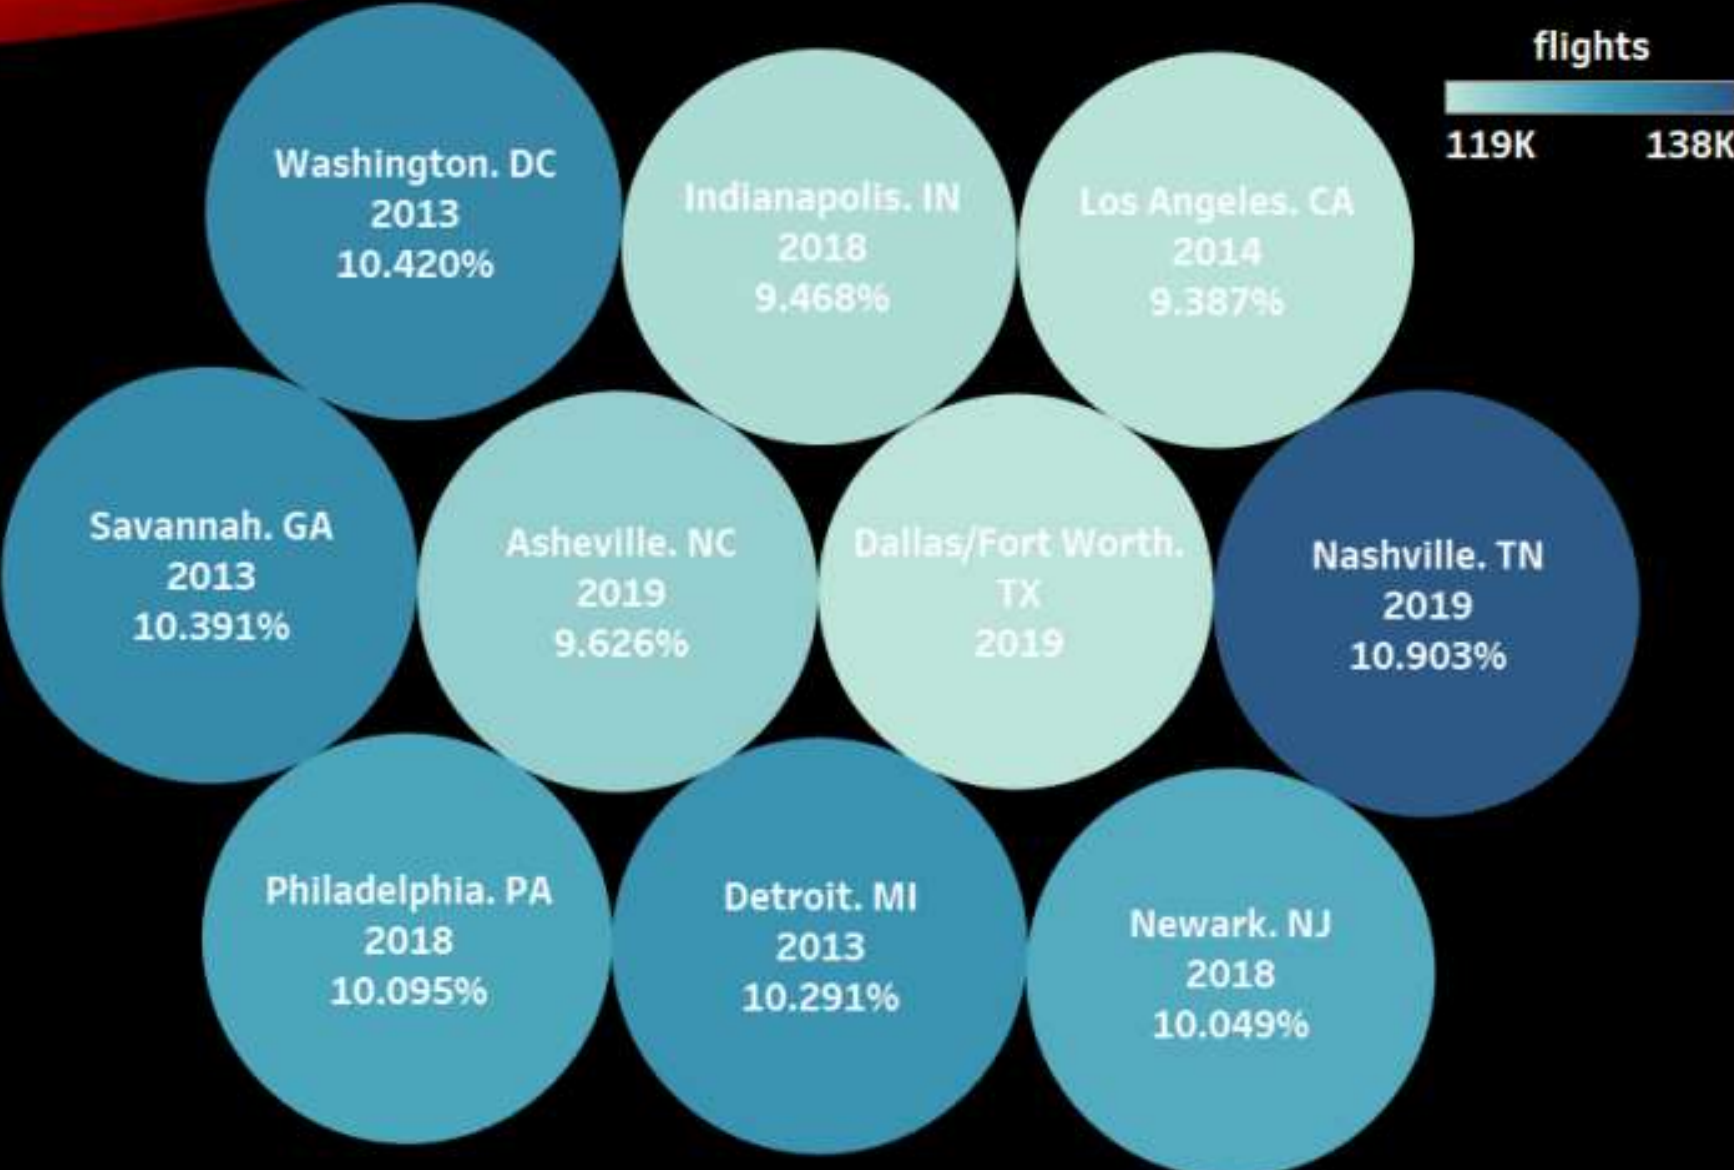 flights
119K 138K
Washington. DC
2013
10.420%
Indianapolis. IN
2018
9.468%
Los Angeles. CA
2014
9.387%
Savannah. GA
2013
10.391%
Asheville. NC
2019
9.626%
Dallas/Fort Worth.
TX
2019
Nashville. TN
2019
10.903%
Philadelphia. PA
2018
10.095%
Detroit. MI
2013
10.291%
Newark. NJ
2018
10.049%